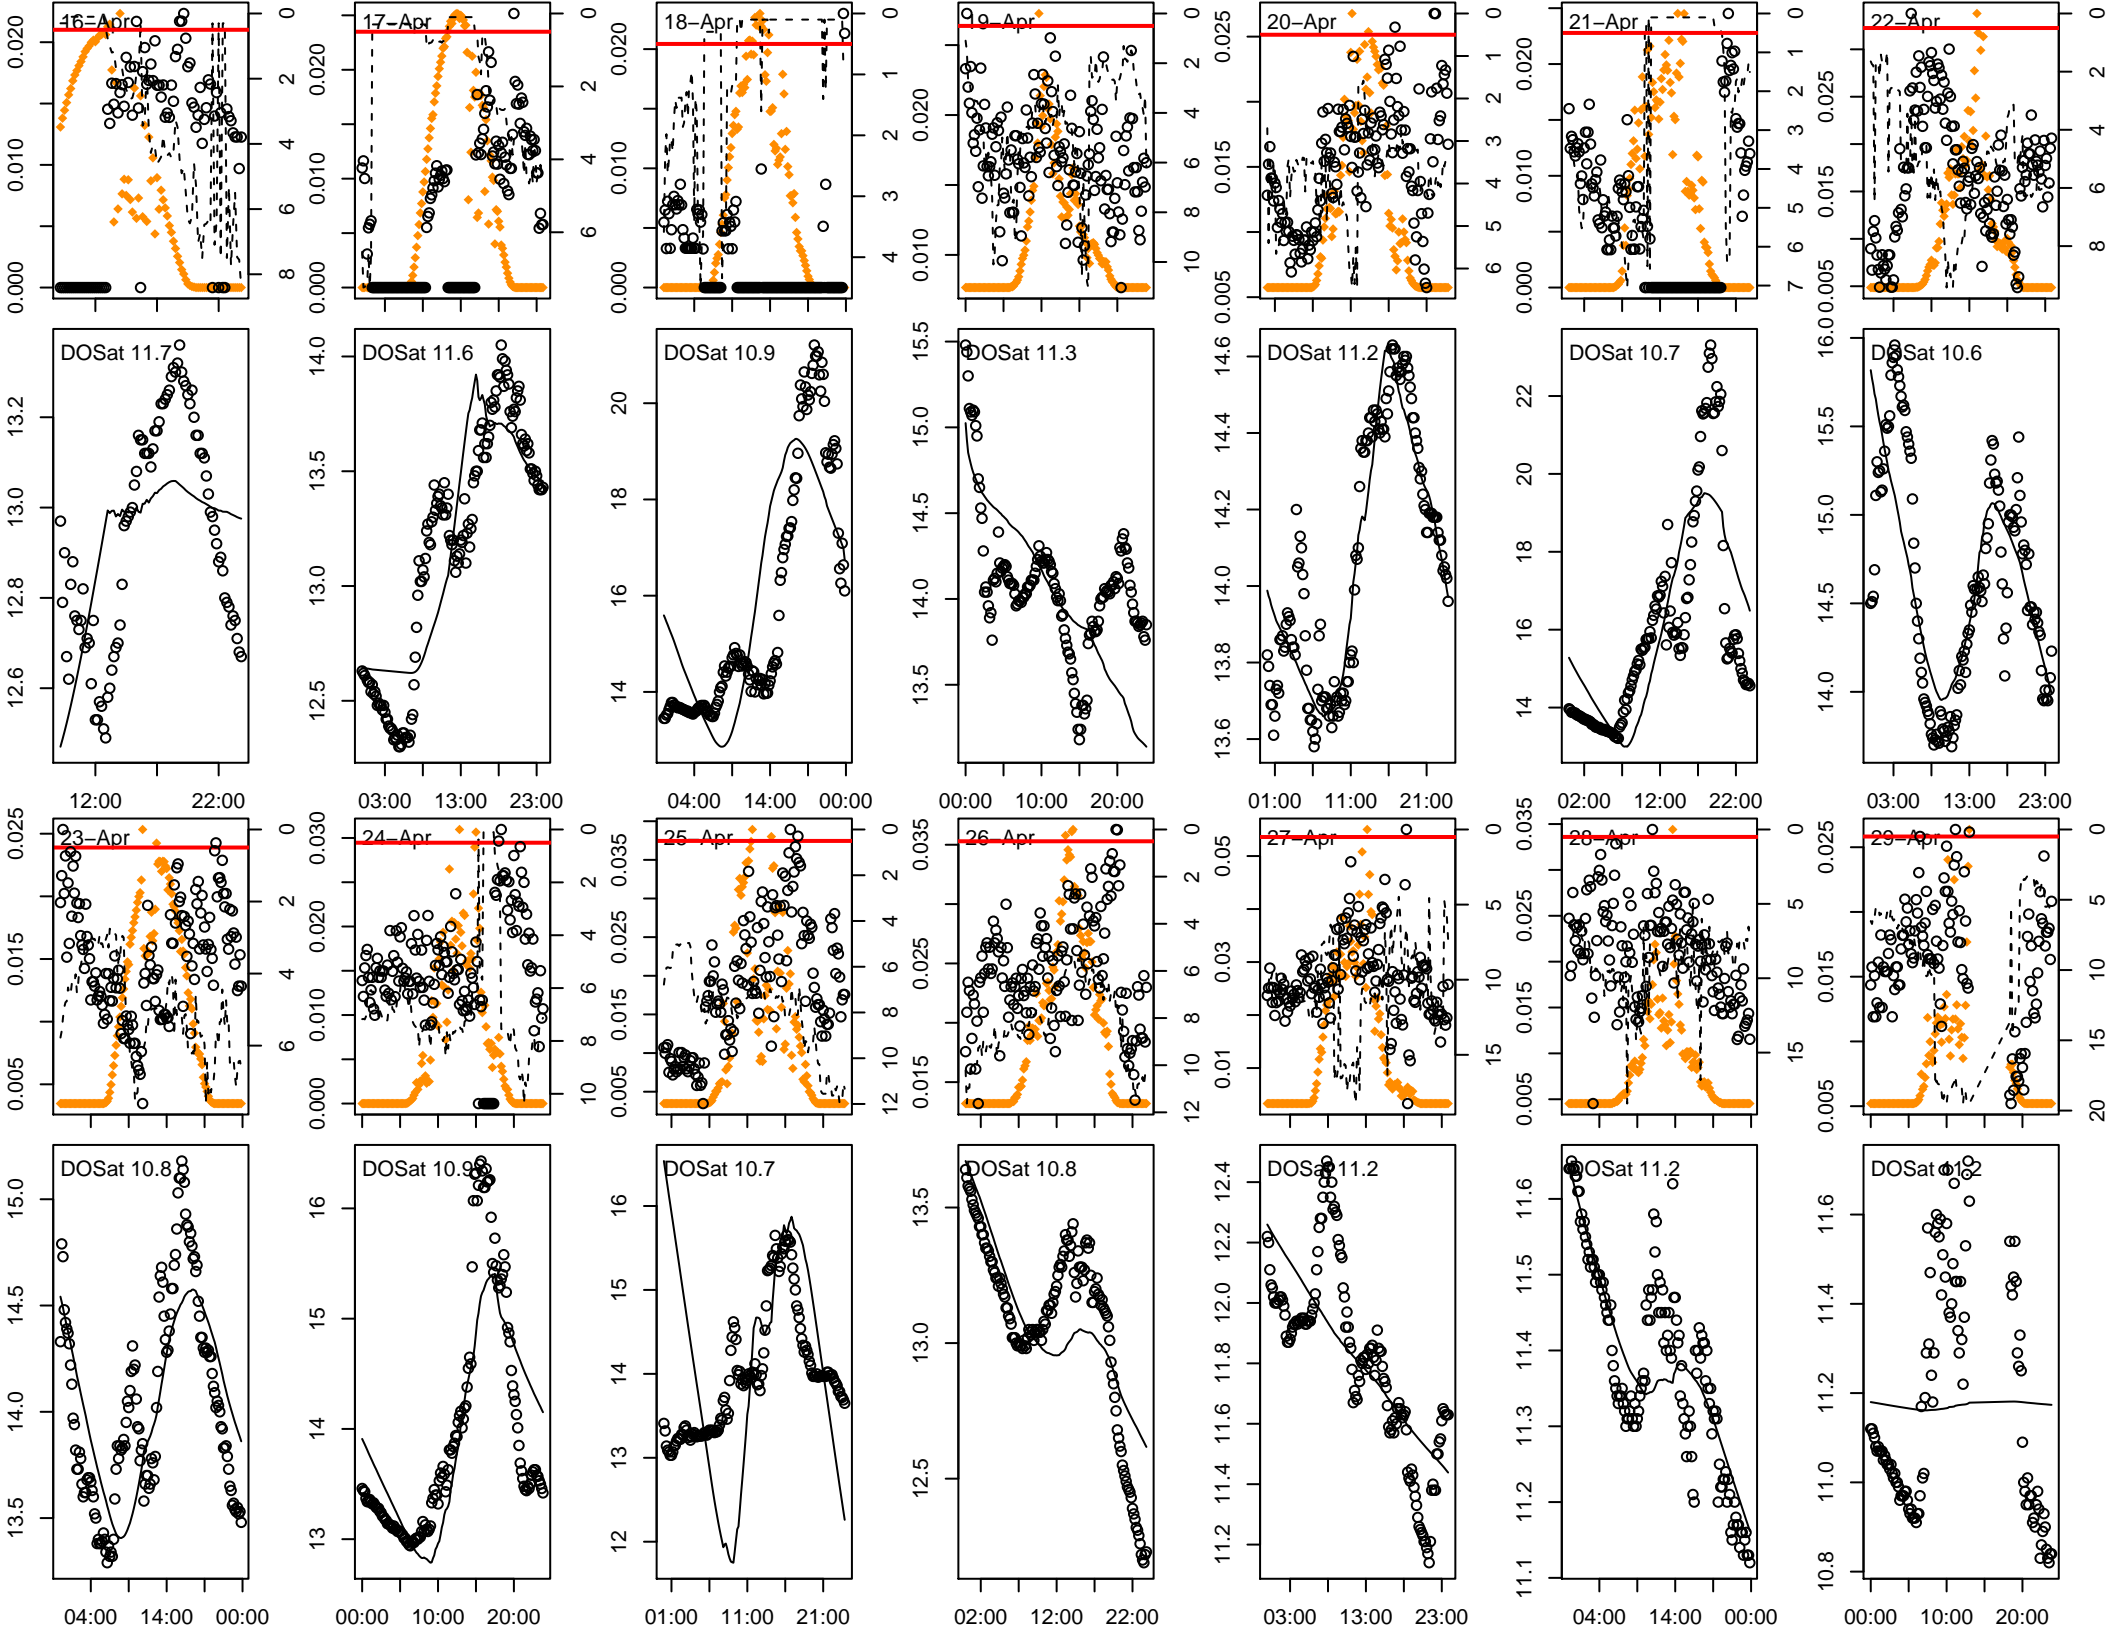 16-Apr 17-Apr 18-Apr 19-Apr 20-Apr 21-Apr 22-Apr
0.000 0.010 0.020 0 2 4 6 8 0.000 0.010 0.020 0 2 4 6 0.000 0.010 0.020 0 1 2 3 4 0.010 0.020 0 2 4 6 8 10 0.005 0.015 0.025 0 1 2 3 4 5 6 0.000 0.010 0.020 0 1 2 3 4 5 6 7 0.005 0.015 0.025 0 2 4 6 8
DOSat 11.7 DOSat 11.6 DOSat 10.9 DOSat 11.3 DOSat 11.2 DOSat 10.7 DOSat 10.6
12.6 12.8 13.0 13.2 12.5 13.0 13.5 14.0 14 16 18 20 13.5 14.0 14.5 15.0 15.5 13.6 13.8 14.0 14.2 14.4 14.6 14 16 18 20 22 14.0 14.5 15.0 15.5 16.0
12:00 22:00 03:00 13:00 23:00 04:00 14:00 00:00 00:00 10:00 20:00 01:00 11:00 21:00 02:00 12:00 22:00 03:00 13:00 23:00
23-Apr 24-Apr 25-Apr 26-Apr 27-Apr 28-Apr 29-Apr
0.005 0.015 0.025 0 2 4 6 0.000 0.010 0.020 0.030 0 2 4 6 8 10 0.005 0.015 0.025 0.035 0 2 4 6 8 10 12 0.015 0.025 0.035 0 2 4 6 8 10 12 0.01 0.03 0.05 0 5 10 15 0.005 0.015 0.025 0.035 0 5 10 15 0.005 0.015 0.025 0 5 10 15 20
DOSat 10.8 DOSat 10.9 DOSat 10.7 DOSat 10.8 DOSat 11.2 DOSat 11.2 DOSat 11.2
13.5 14.0 14.5 15.0 13 14 15 16 12 13 14 15 16 12.5 13.0 13.5 11.2 11.4 11.6 11.8 12.0 12.2 12.4 11.1 11.2 11.3 11.4 11.5 11.6 10.8 11.0 11.2 11.4 11.6
04:00 14:00 00:00 00:00 10:00 20:00 01:00 11:00 21:00 02:00 12:00 22:00 03:00 13:00 23:00 04:00 14:00 00:00 00:00 10:00 20:00